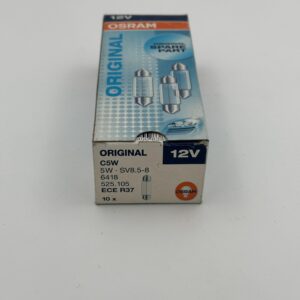 12V
OSRAM
ORIGINAL
SPARE
PART
ORIGINAL 12V
C5W
5W - SV8,5-8
6418
525,105
ECE R37
10 x
OSRAM